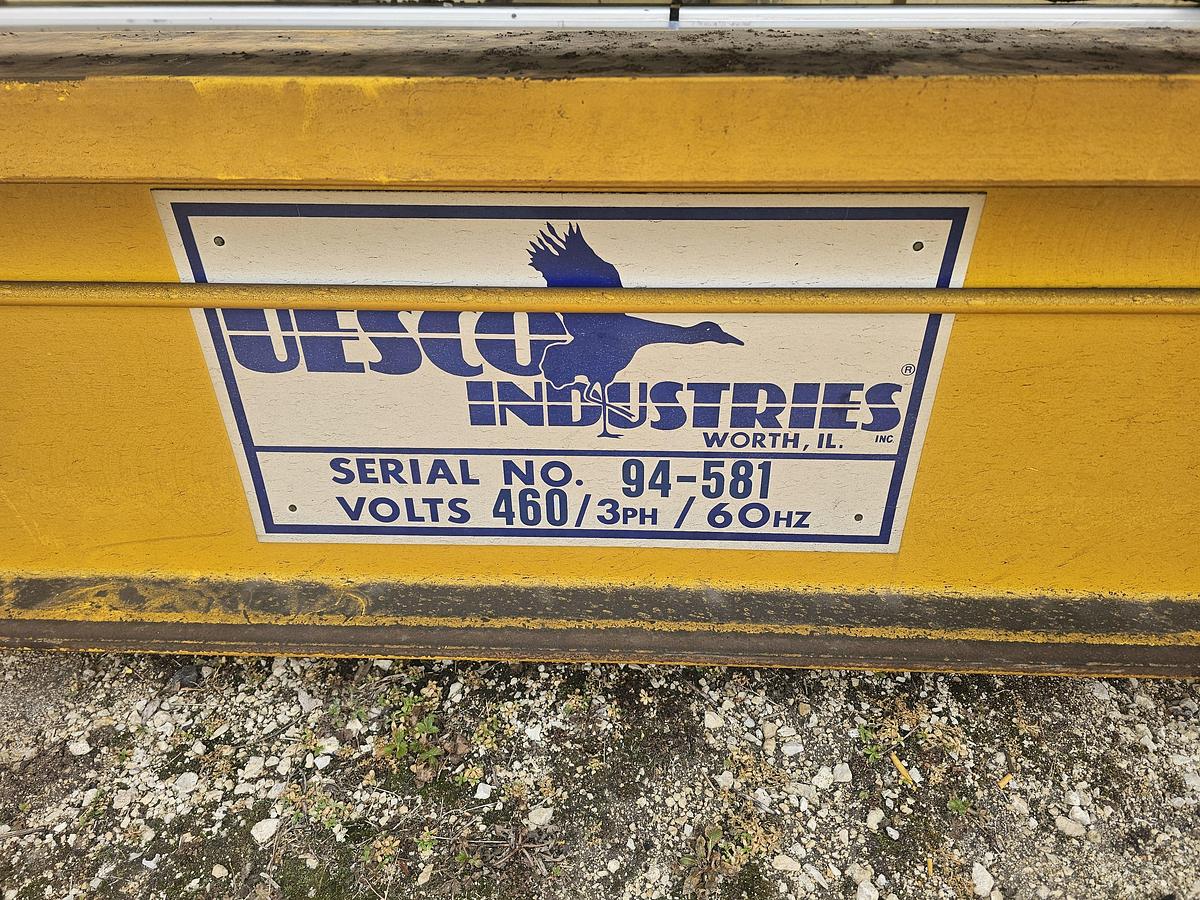 UESCO
INDUSTRIES ®
WORTH, IL. INC.
SERIAL NO. 94-581
VOLTS 460/3PH/60HZ